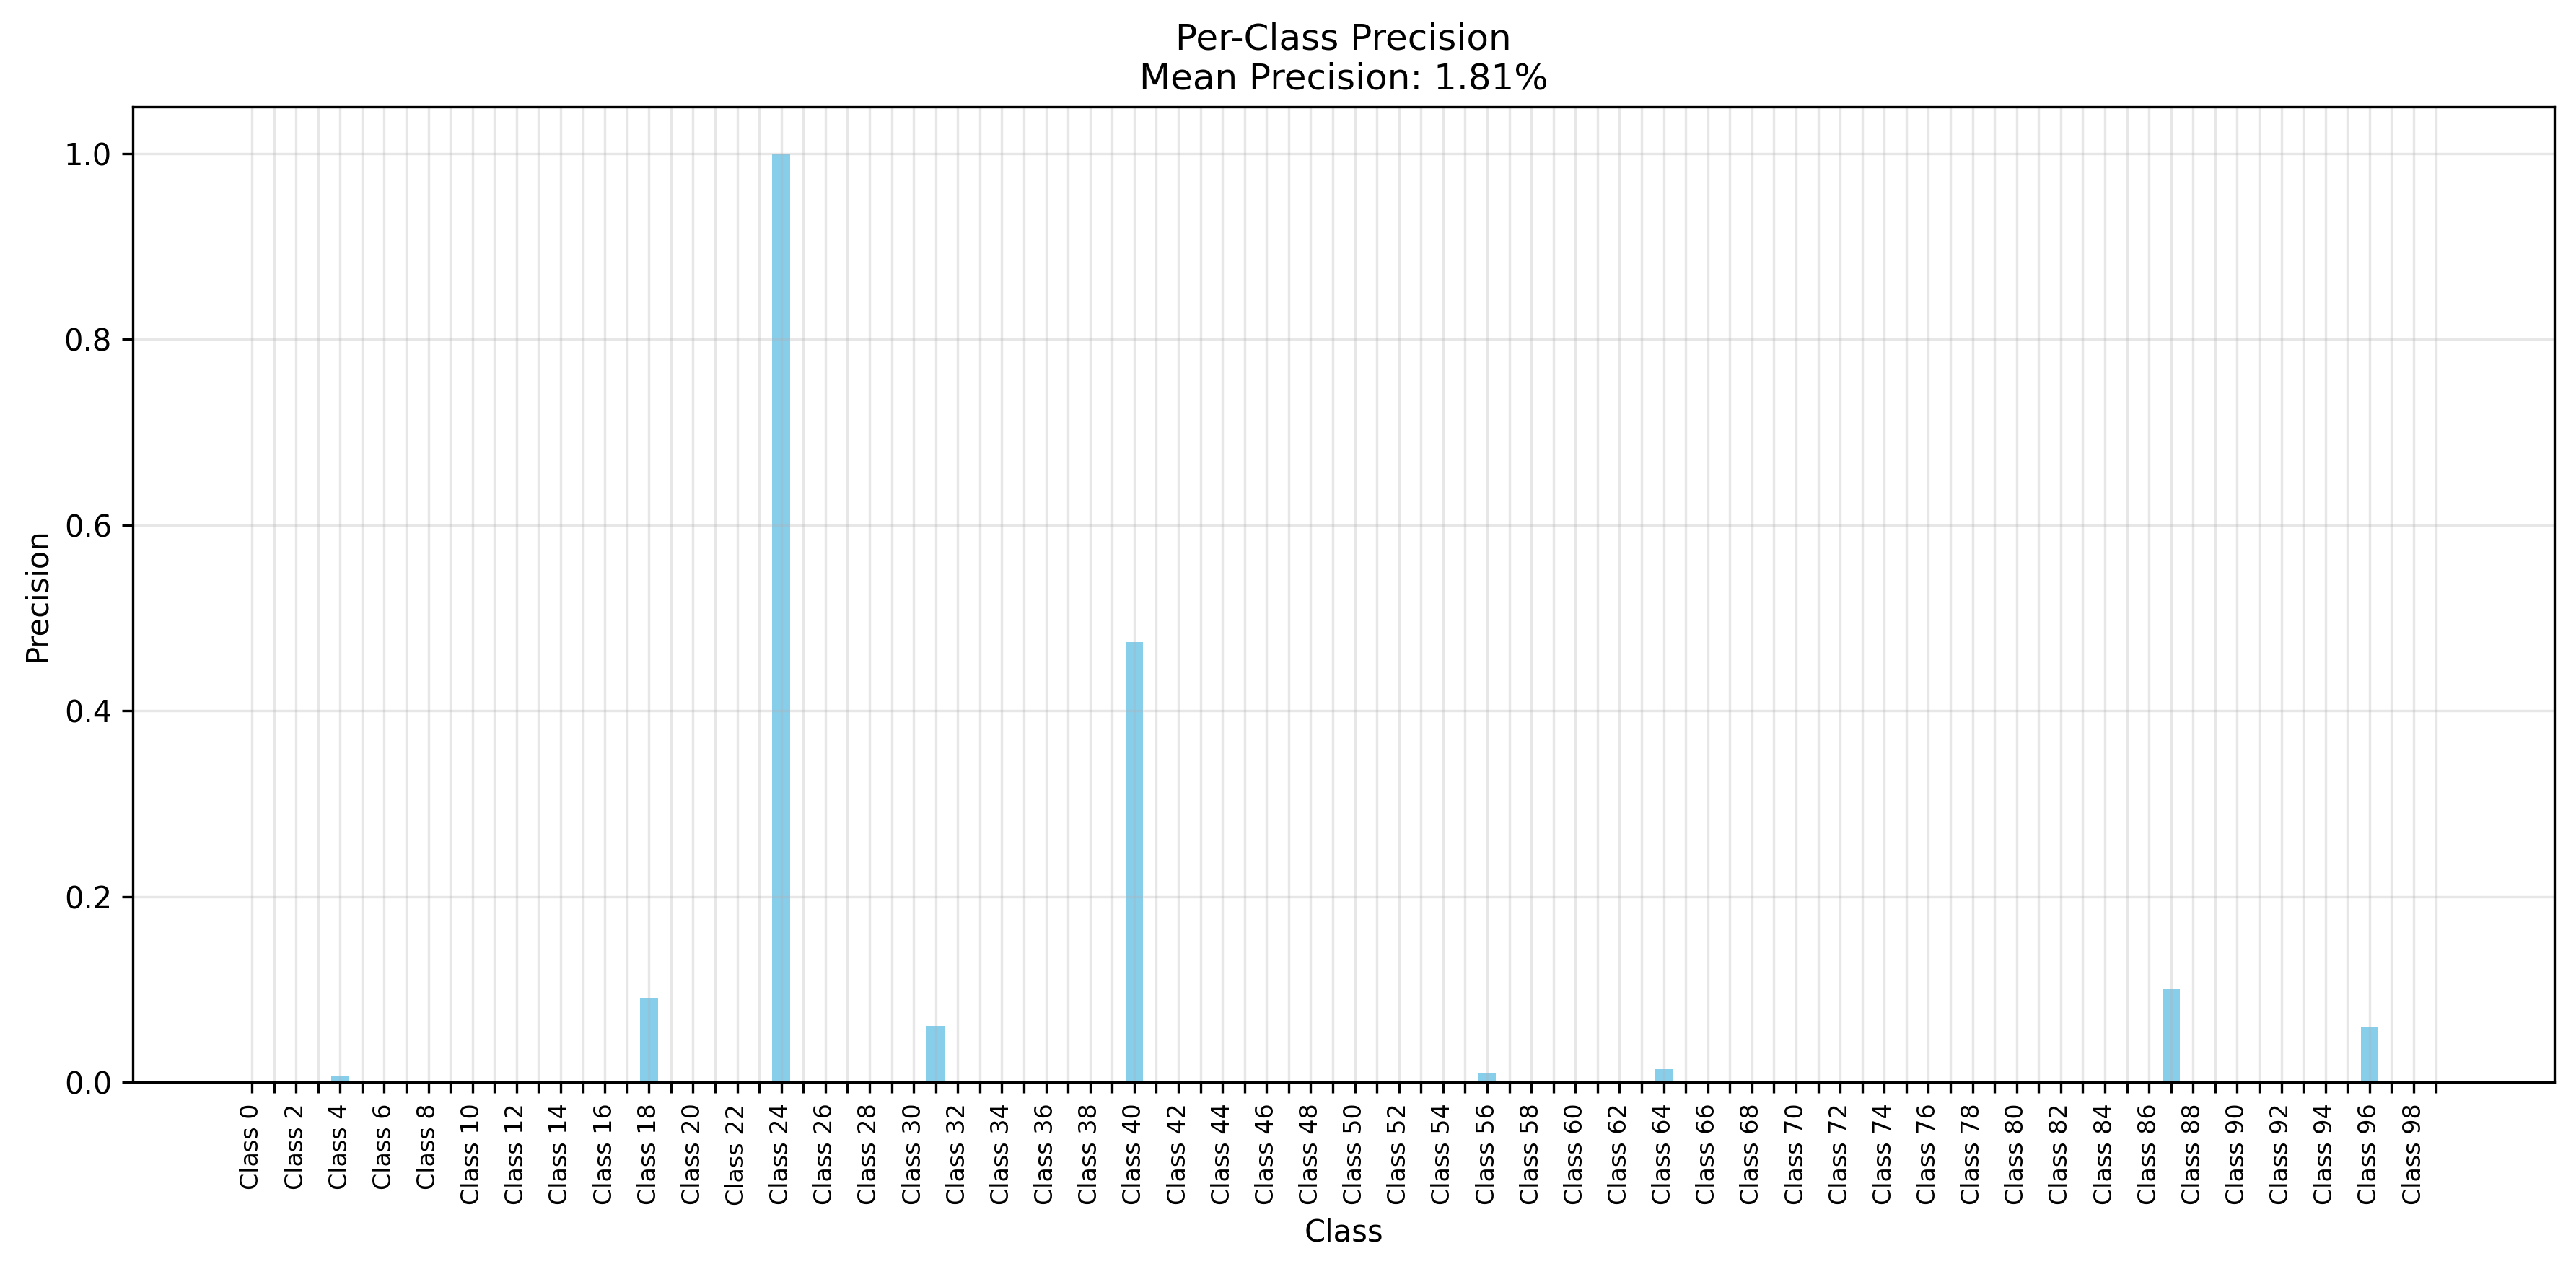 Per-Class Precision
Mean Precision: 1.81%
Precision
1.0
0.8
0.6
0.4
0.2
0.0
Class 0
Class 2
Class 4
Class 6
Class 8
Class 10
Class 12
Class 14
Class 16
Class 18
Class 20
Class 22
Class 24
Class 26
Class 28
Class 30
Class 32
Class 34
Class 36
Class 38
Class 40
Class 42
Class 44
Class 46
Class 48
Class 50
Class 52
Class 54
Class 56
Class 58
Class 60
Class 62
Class 64
Class 66
Class 68
Class 70
Class 72
Class 74
Class 76
Class 78
Class 80
Class 82
Class 84
Class 86
Class 88
Class 90
Class 92
Class 94
Class 96
Class 98
Class